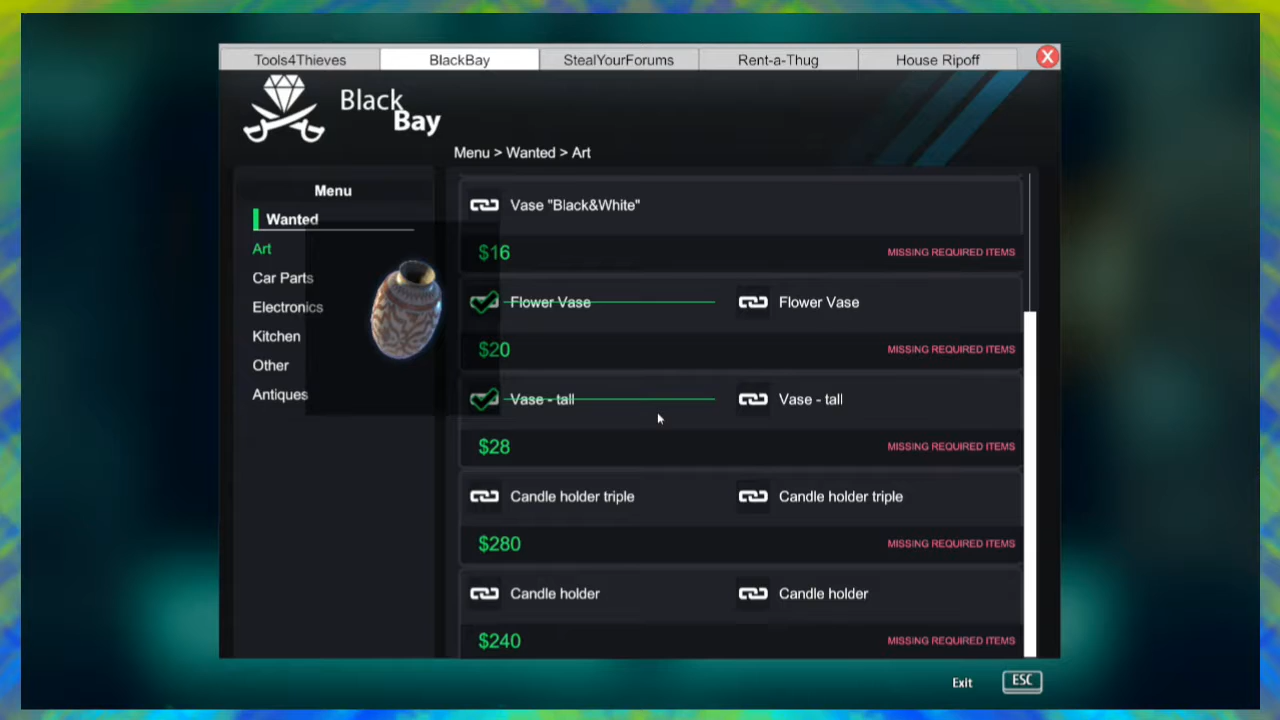 Tools4Thieves
BlackBay
StealYourForums
Rent-a-Thug
House Ripoff
X
Black
Bay
Menu > Wanted > Art
Menu
Wanted
Art
Car Parts
Electronics
Kitchen
Other
Antiques
Vase "Black&White"
$16
MISSING REQUIRED ITEMS
Flower Vase
Flower Vase
$20
MISSING REQUIRED ITEMS
Vase - tall
Vase - tall
$28
MISSING REQUIRED ITEMS
Candle holder triple
Candle holder triple
$280
MISSING REQUIRED ITEMS
Candle holder
Candle holder
$240
MISSING REQUIRED ITEMS
Exit
ESC